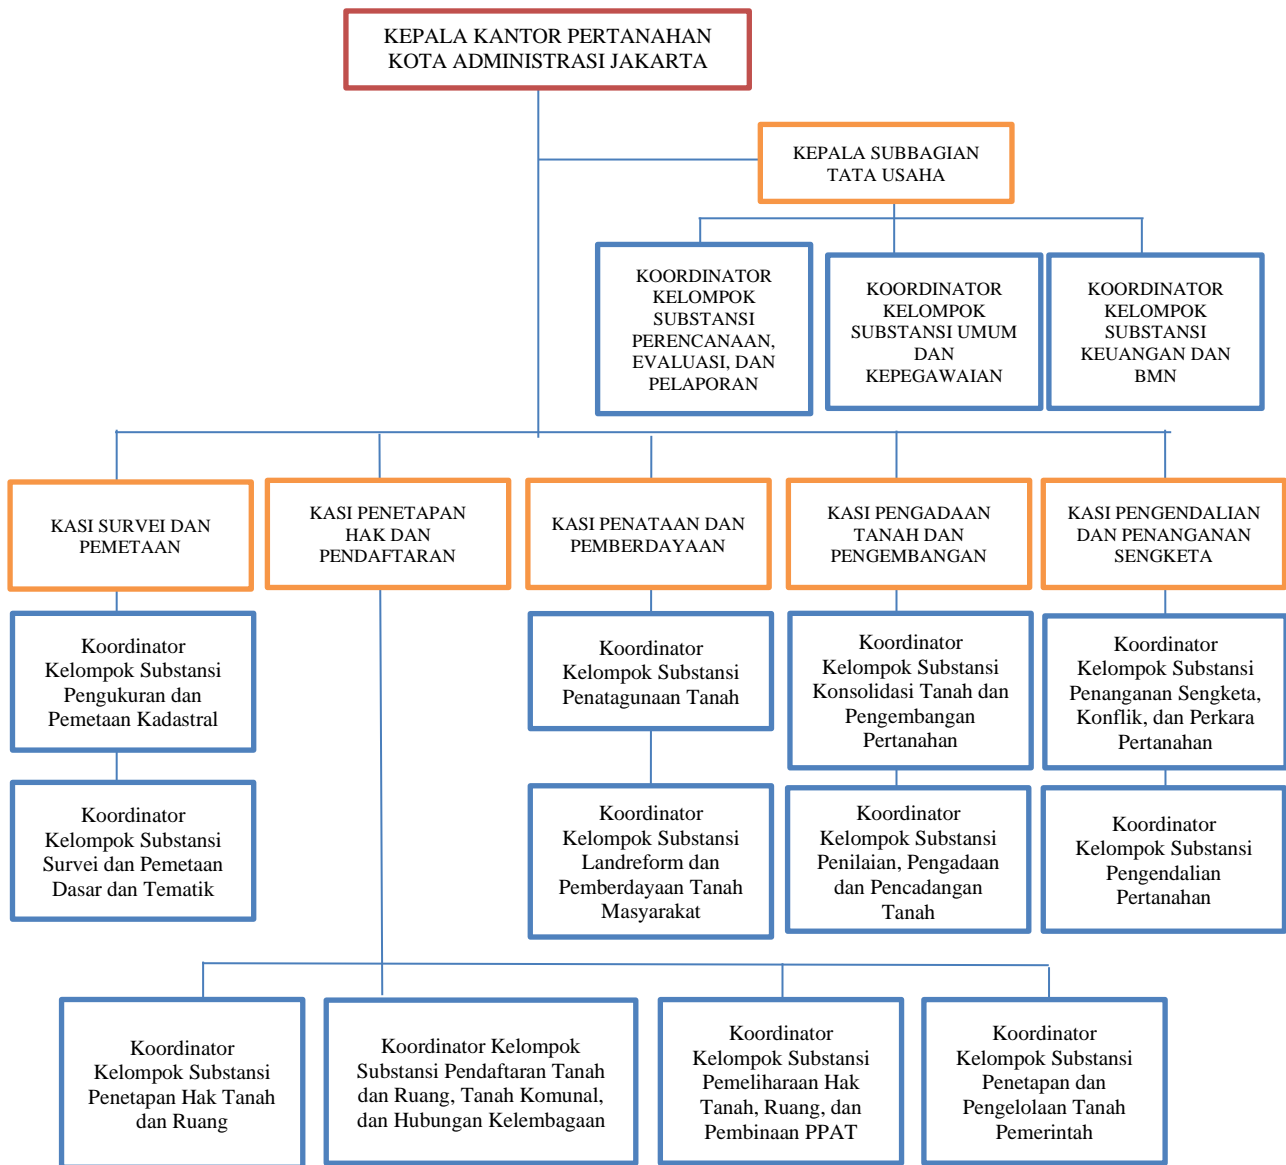 KEPALA KANTOR PERTANAHAN
KOTA ADMINISTRASI JAKARTA
KEPALA SUBBAGIAN
TATA USAHA
KOORDINATOR
KELOMPOK
SUBSTANSI
PERENCANAAN,
EVALUASI, DAN
PELAPORAN
KOORDINATOR
KELOMPOK
SUBSTANSI UMUM
DAN
KEPEGAWAIAN
KOORDINATOR
KELOMPOK
SUBSTANSI
KEUANGAN DAN
BMN
KASI SURVEI DAN
PEMETAAN
KASI PENETAPAN
HAK DAN
PENDAFTARAN
KASI PENATAAN DAN
PEMBERDAYAAN
KASI PENGADAAN
TANAH DAN
PENGEMBANGAN
KASI PENGENDALIAN
DAN PENANGANAN
SENGKETA
Koordinator
Kelompok Substansi
Pengukuran dan
Pemetaan Kadastral
Koordinator
Kelompok Substansi
Penatagunaan Tanah
Koordinator
Kelompok Substansi
Konsolidasi Tanah dan
Pengembangan
Pertanahan
Koordinator
Kelompok Substansi
Penanganan Sengketa,
Konflik, dan Perkara
Pertanahan
Koordinator
Kelompok Substansi
Survei dan Pemetaan
Dasar dan Tematik
Koordinator
Kelompok Substansi
Landreform dan
Pemberdayaan Tanah
Masyarakat
Koordinator
Kelompok Substansi
Penilaian, Pengadaan
dan Pencadangan
Tanah
Koordinator
Kelompok Substansi
Pengendalian
Pertanahan
Koordinator
Kelompok Substansi
Penetapan Hak Tanah
dan Ruang
Koordinator Kelompok
Substansi Pendaftaran Tanah
dan Ruang, Tanah Komunal,
dan Hubungan Kelembagaan
Koordinator
Kelompok Substansi
Pemeliharaan Hak
Tanah, Ruang, dan
Pembinaan PPAT
Koordinator
Kelompok Substansi
Penetapan dan
Pengelolaan Tanah
Pemerintah